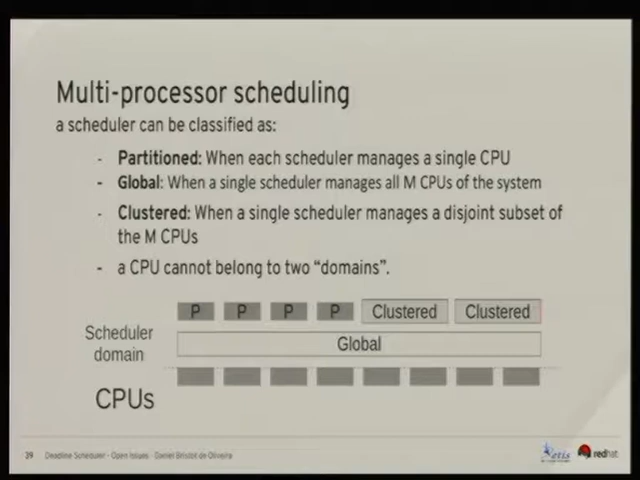 Multi-processor scheduling
a scheduler can be classified as:
- Partitioned: When each scheduler manages a single CPU
- Global: When a single scheduler manages all M CPUs of the system
- Clustered: When a single scheduler manages a disjoint subset of
the M CPUs
- a CPU cannot belong to two "domains".
P P P P Clustered Clustered
Scheduler
domain
Global
CPUs
39 Deadline Scheduler - Open Issues - Daniel Bristot de Oliveira
retis
redhat